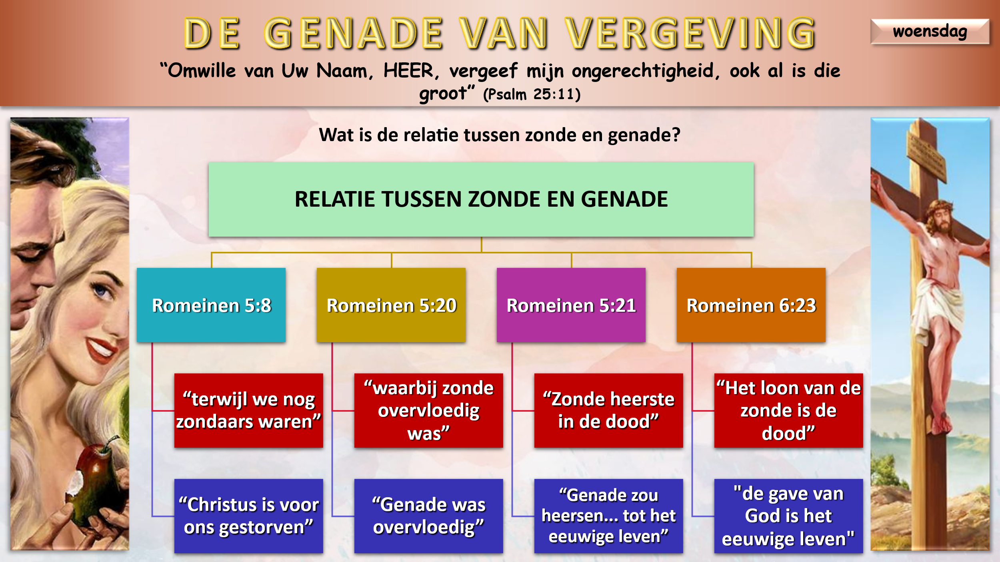 DE GENADE VAN VERGEVING
woensdag
“Omwille van Uw Naam, HEER, vergeef mijn ongerechtigheid, ook al is die
groot” (Psalm 25:11)
Wat is de relatie tussen zonde en genade?
RELATIE TUSSEN ZONDE EN GENADE
Romeinen 5:8
Romeinen 5:20
Romeinen 5:21
Romeinen 6:23
“terwijl we nog
zondaars waren”
“waarbij zonde
overvloedig
was”
“Zonde heerste
in de dood”
“Het loon van de
zonde is de
dood”
“Christus is voor
ons gestorven”
“Genade was
overvloedig”
“Genade zou
heersen... tot het
eeuwige leven”
"de gave van
God is het
eeuwige leven"